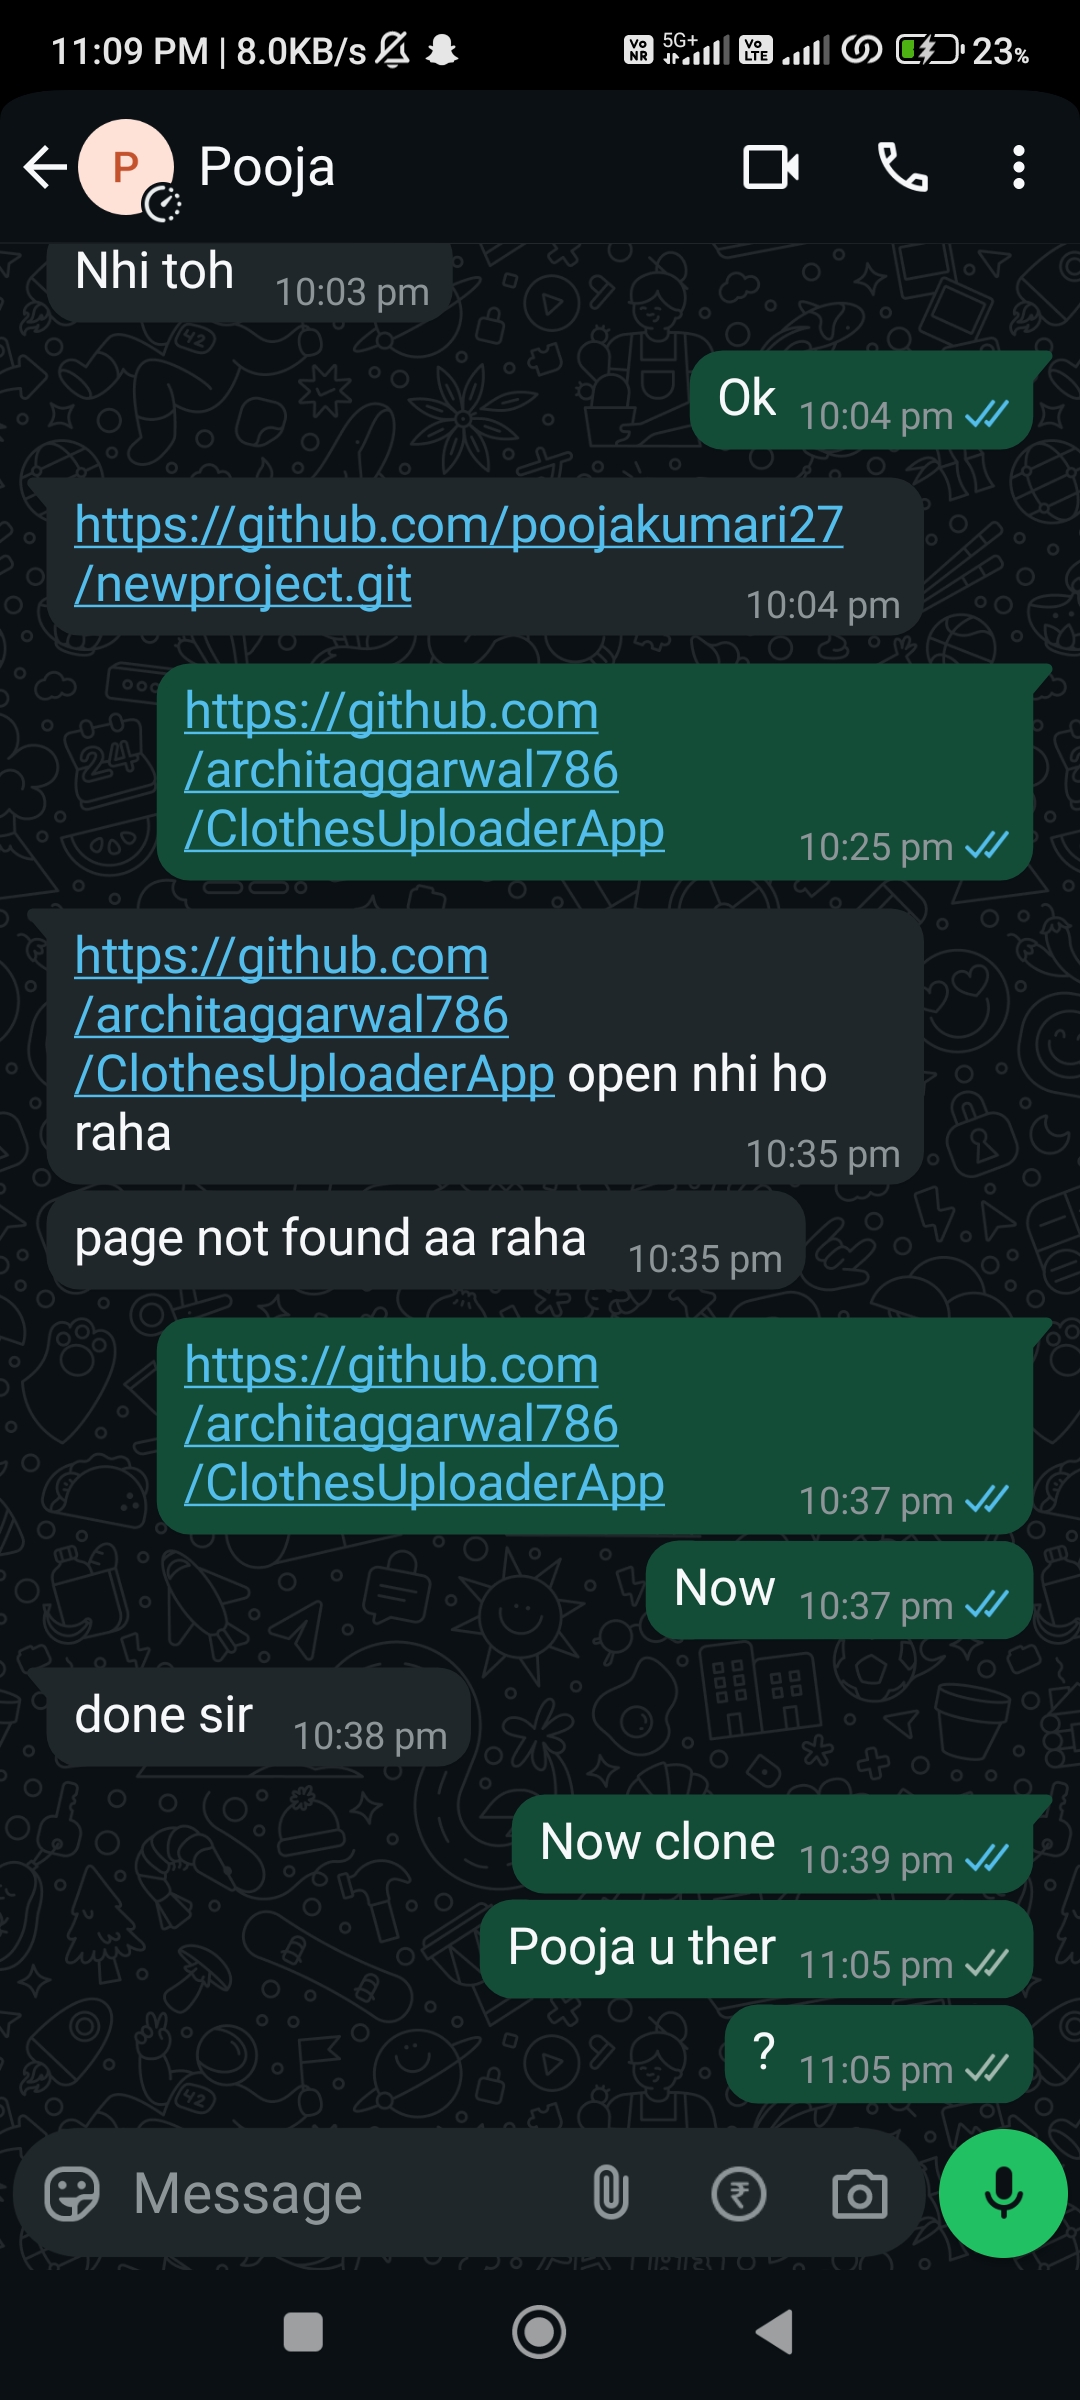 11:09 PM | 8.0KB/s Vo NR 5G+ Vo LTE 23%
P Pooja
Nhi toh 10:03 pm
Ok 10:04 pm
https://github.com/poojakumari27
/newproject.git 10:04 pm
https://github.com
/architaggarwal786
/ClothesUploaderApp 10:25 pm
https://github.com
/architaggarwal786
/ClothesUploaderApp open nhi ho
raha 10:35 pm
page not found aa raha 10:35 pm
https://github.com
/architaggarwal786
/ClothesUploaderApp 10:37 pm
Now 10:37 pm
done sir 10:38 pm
Now clone 10:39 pm
Pooja u ther 11:05 pm
? 11:05 pm
Message ₹